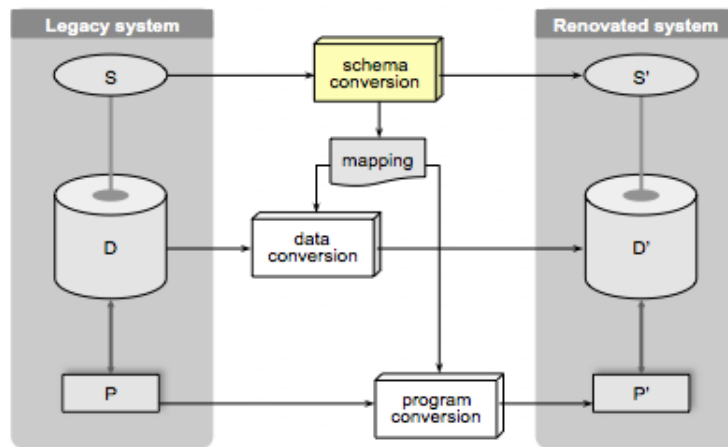 Legacy system
Renovated system
S
schema
conversion
S'
mapping
D
data
conversion
D'
P
program
conversion
P'